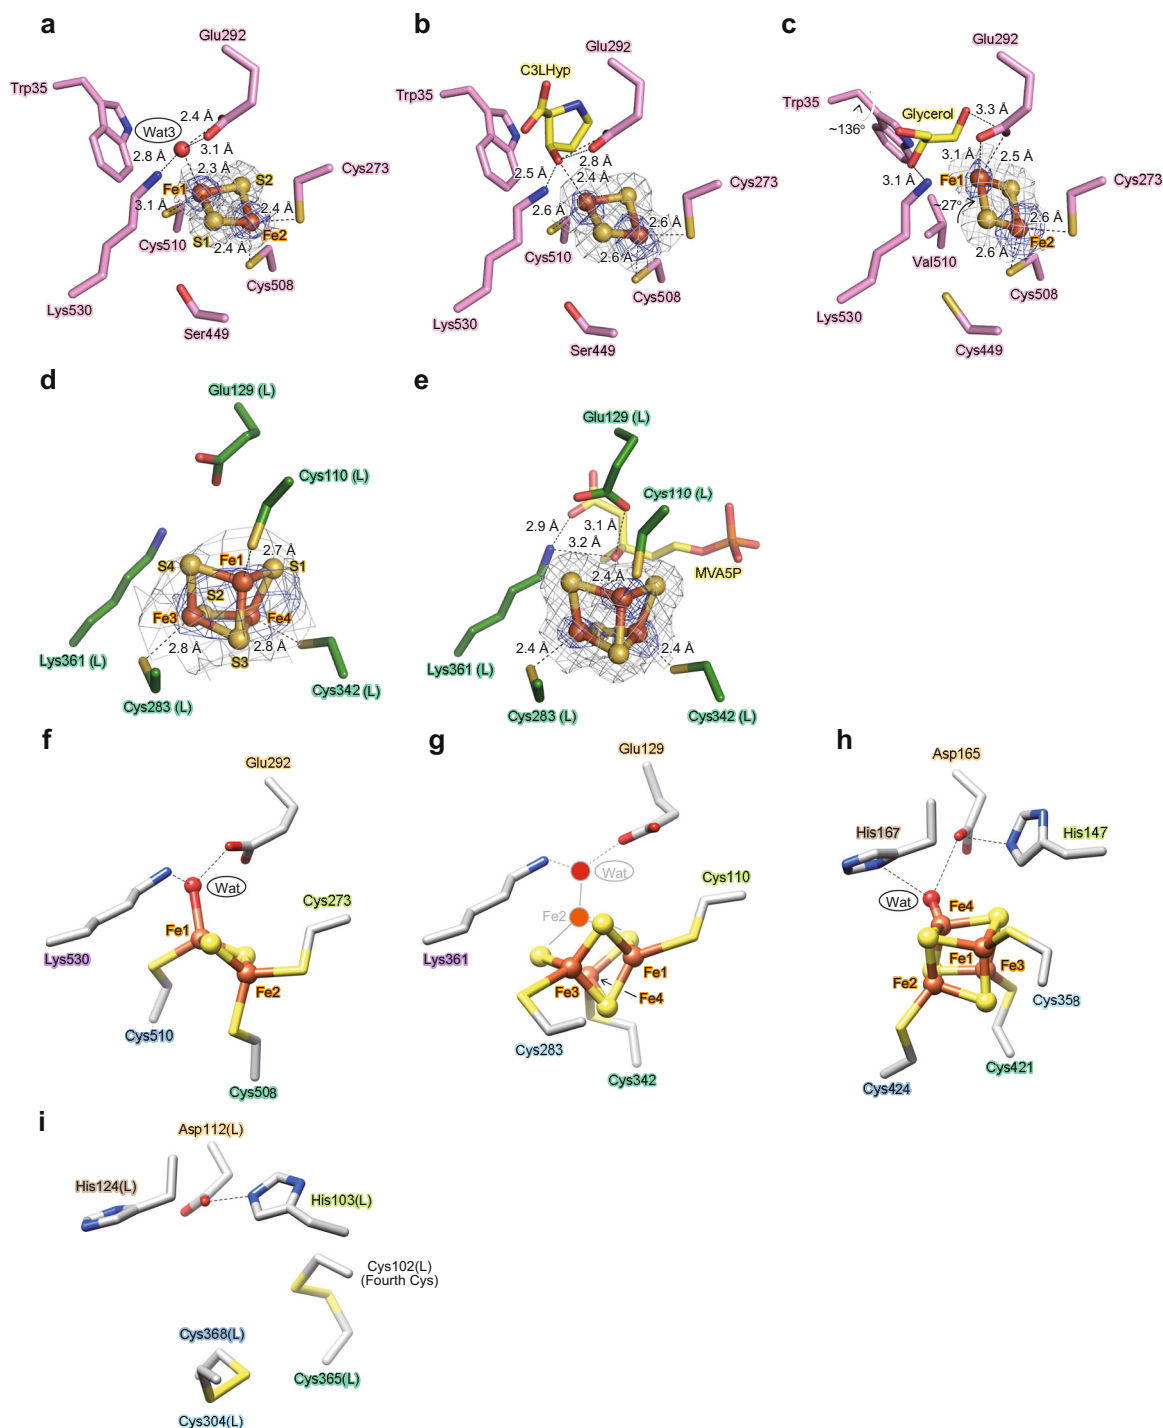 a
Glu292
Trp35
2.4 Å
Wat3
3.1 Å
2.8 Å
2.3 Å
Cys273
S2
Fe1
3.1 Å
2.4 Å
S1
Fe2
Cys510
2.4 Å
Cys508
Lys530
Ser449
b
Glu292
C3LHyp
Trp35
2.8 Å
2.5 Å
2.4 Å
Cys273
2.6 Å
2.6 Å
Cys510
2.6 Å
Cys508
Lys530
Ser449
c
Glu292
Trp35
3.3 Å
Glycerol
~136°
3.1 Å
2.5 Å
3.1 Å
Fe1
Cys273
~27°
2.6 Å
Fe2
Val510
2.6 Å
Cys508
Lys530
Cys449
d
Glu129 (L)
Cys110 (L)
2.7 Å
Fe1
S4
S1
S2
Fe3
Fe4
2.8 Å
2.8 Å
S3
Lys361 (L)
Cys342 (L)
Cys283 (L)
e
Glu129 (L)
Cys110 (L)
2.9 Å
3.1 Å
3.2 Å
MVA5P
2.4 Å
2.4 Å
2.4 Å
Lys361 (L)
Cys283 (L)
Cys342 (L)
f
Glu292
Wat
Cys273
Fe1
Lys530
Fe2
Cys510
Cys508
g
Glu129
Wat
Cys110
Fe2
Lys361
Fe1
Fe3
Fe4
Cys283
Cys342
h
Asp165
His167
His147
Wat
Fe4
Fe1
Fe3
Fe2
Cys358
Cys421
Cys424
i
Asp112(L)
His124(L)
His103(L)
Cys102(L)
(Fourth Cys)
Cys368(L)
Cys365(L)
Cys304(L)